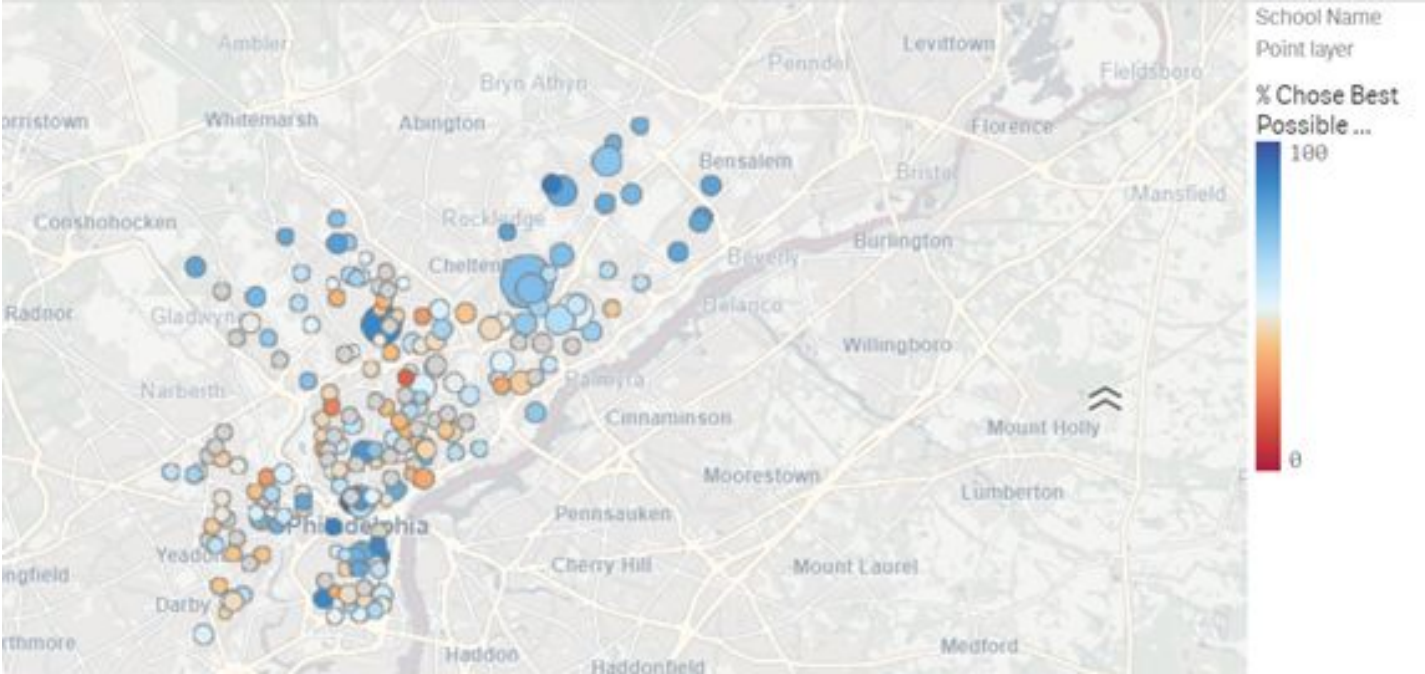 School Name
Point layer
% Chose Best
Possible ...
100
0
Ambler
Levittown
Penndel
Fieldsboro
Bryn Athyn
orristown
Whitemarsh
Abington
Florence
Bensalem
Bristol
Mansfield
Conshohocken
Rockledge
Burlington
Chelten
Beverly
Radnor
Gladwyne
Delanco
Willingboro
Narberth
Palmyra
Cinnaminson
Mount Holly
Moorestown
Lumberton
Pennsauken
Philadelphia
Yeadon
Cherry Hill
Mount Laurel
ingfield
Darby
rthmore
Haddon
Haddonfield
Medford